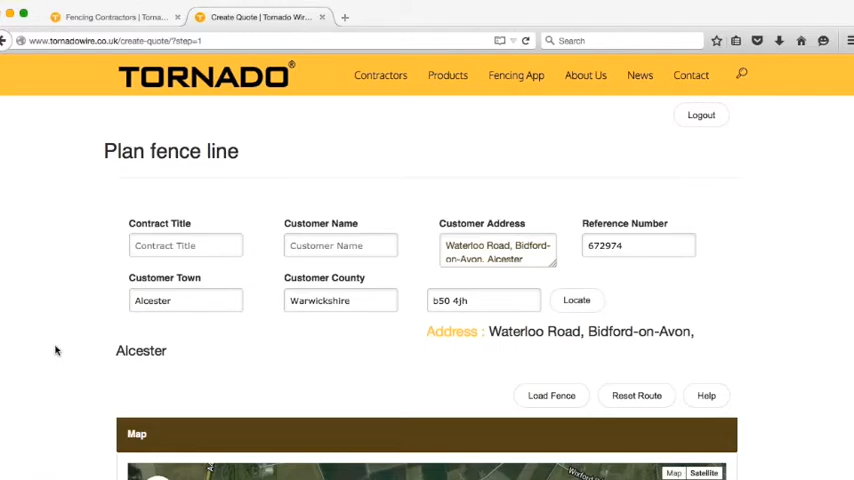 Fencing Contractors | Torna...
Create Quote | Tornado Wire...
www.tornadowire.co.uk/create-quote/?step=1
Search
TORNADO®
Contractors Products Fencing App About Us News Contact
Logout
Plan fence line
Contract Title Customer Name Customer Address Reference Number
Contract Title Customer Name Waterloo Road, Bidford-
on-Avon, Alcester 672974
Customer Town Customer County
Alcester Warwickshire b50 4jh Locate
Address : Waterloo Road, Bidford-on-Avon,
Alcester
Load Fence Reset Route Help
Map
Wixford
Map Satellite